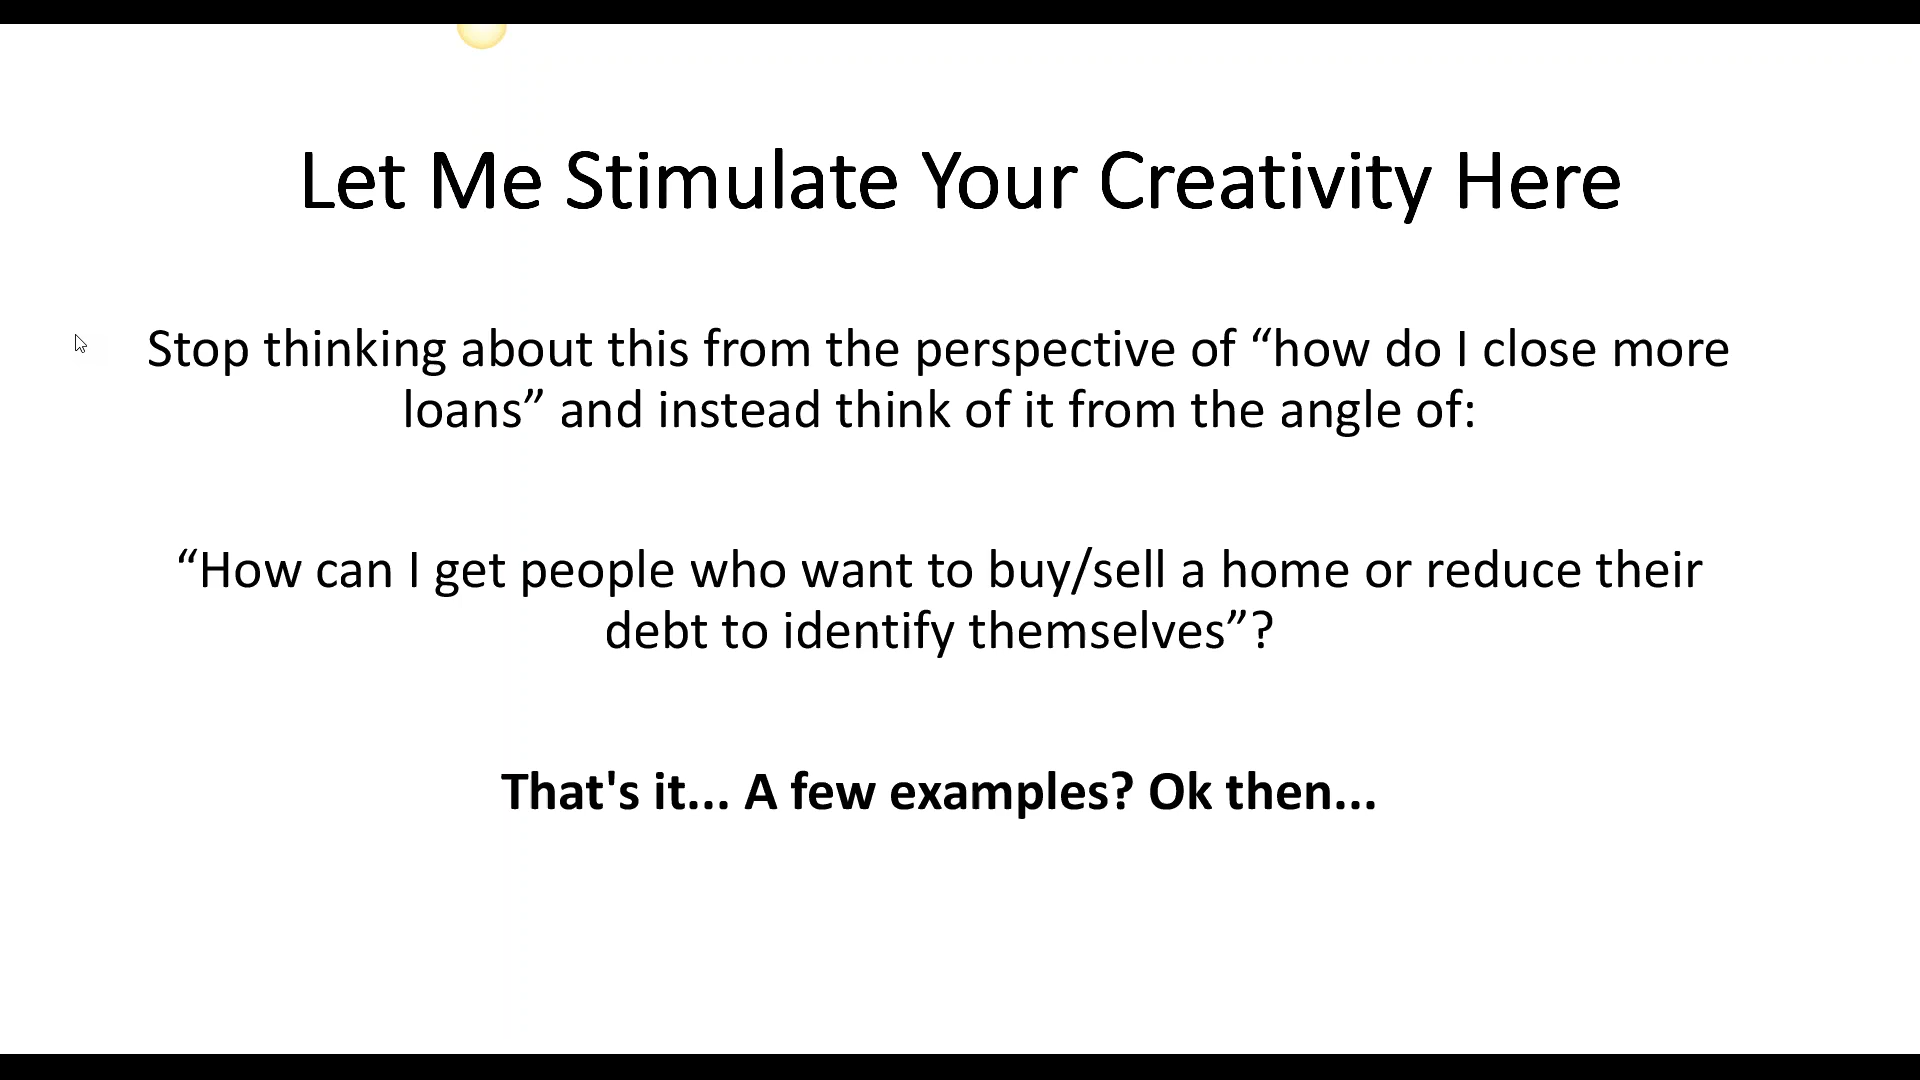 Let Me Stimulate Your Creativity Here
Stop thinking about this from the perspective of “how do I close more
loans” and instead think of it from the angle of:
“How can I get people who want to buy/sell a home or reduce their
debt to identify themselves”?
That's it... A few examples? Ok then...